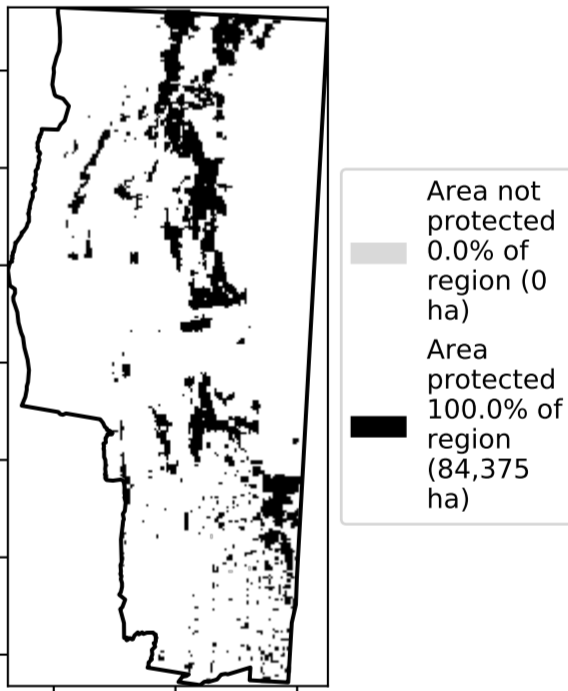 Area not
protected
0.0% of
region (0
ha)
Area
protected
100.0% of
region
(84,375
ha)